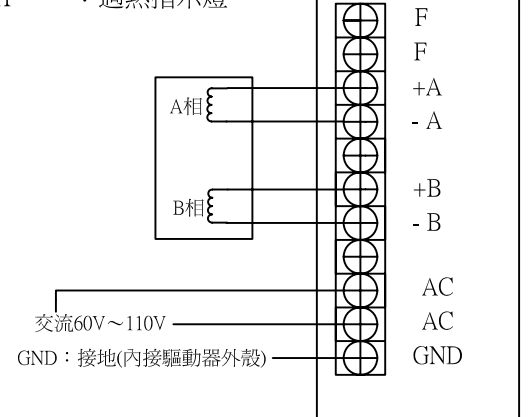 ：過熱指示燈
F
F
+A
A相
- A
+B
B相
- B
AC
交流60V～110V
AC
GND：接地(內接驅動器外殼)
GND